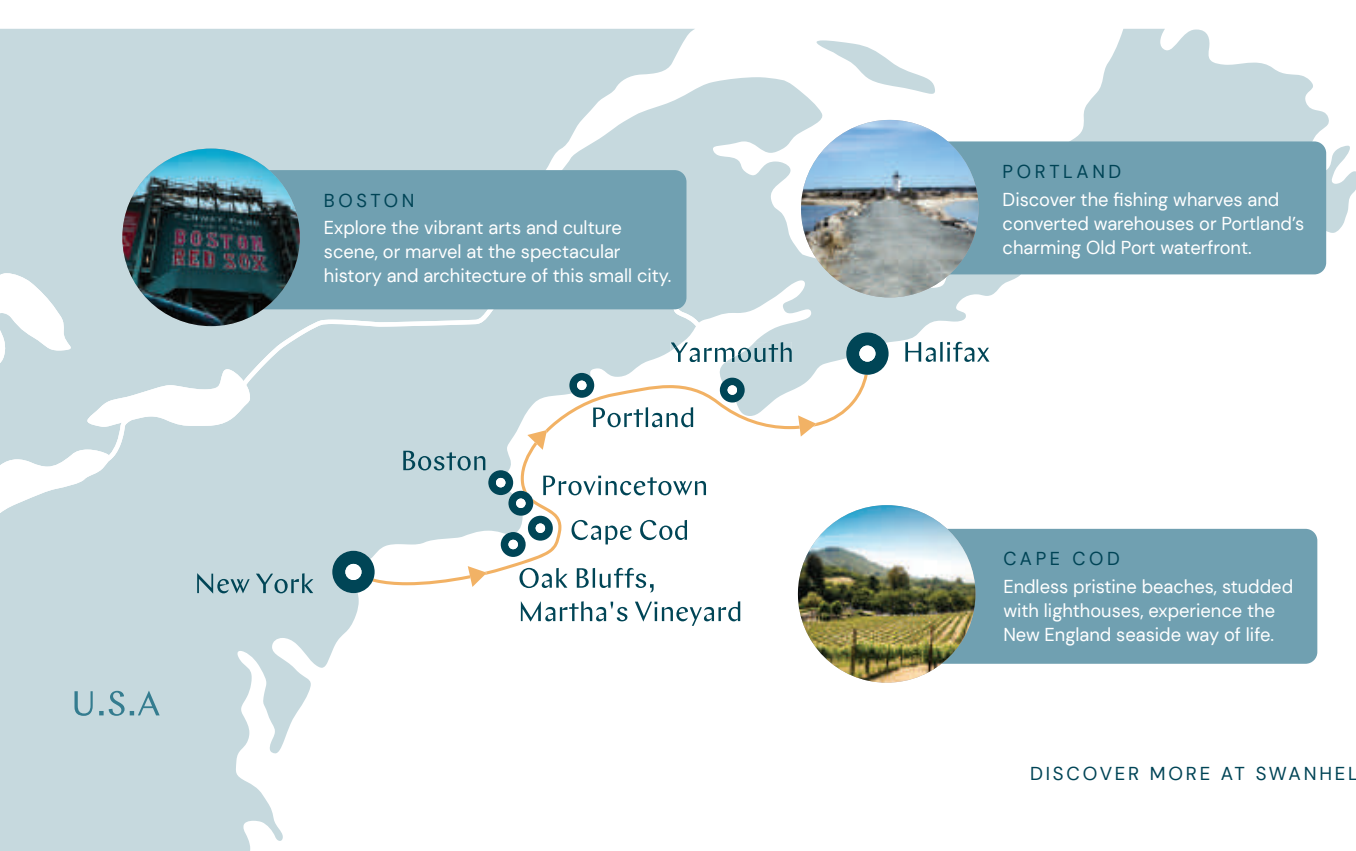 BOSTON
Explore the vibrant arts and culture
scene, or marvel at the spectacular
history and architecture of this small city.
FENWAY PARK
BOSTON
RED SOX
PORTLAND
Discover the fishing wharves and
converted warehouses or Portland's
charming Old Port waterfront.
Yarmouth
Halifax
Portland
Boston
Provincetown
Cape Cod
New York
Oak Bluffs,
Martha's Vineyard
CAPE COD
Endless pristine beaches, studded
with lighthouses, experience the
New England seaside way of life.
U.S.A
DISCOVER MORE AT SWANHEL